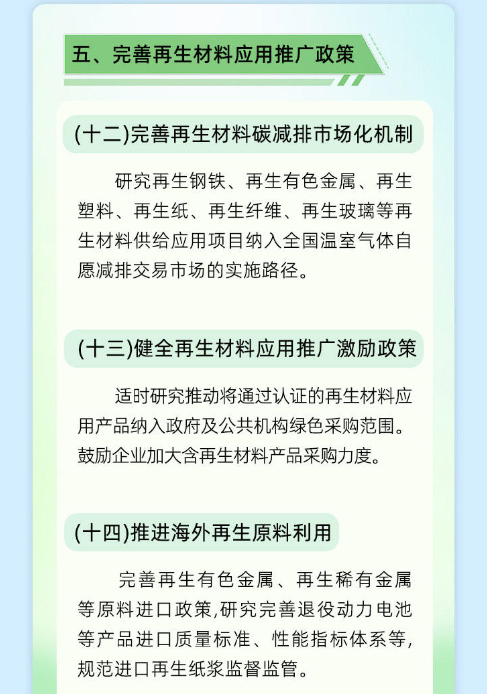 五、完善再生材料应用推广政策
(十二)完善再生材料碳减排市场化机制
研究再生钢铁、再生有色金属、再生
塑料、再生纸、再生纤维、再生玻璃等再
生材料供给应用项目纳入全国温室气体自
愿减排交易市场的实施路径。
(十三)健全再生材料应用推广激励政策
适时研究推动将通过认证的再生材料应
用产品纳入政府及公共机构绿色采购范围。
鼓励企业加大含再生材料产品采购力度。
(十四)推进海外再生原料利用
完善再生有色金属、再生稀有金属
等原料进口政策,研究完善退役动力电池
等产品进口质量标准、性能指标体系等,
规范进口再生纸浆监督监管。